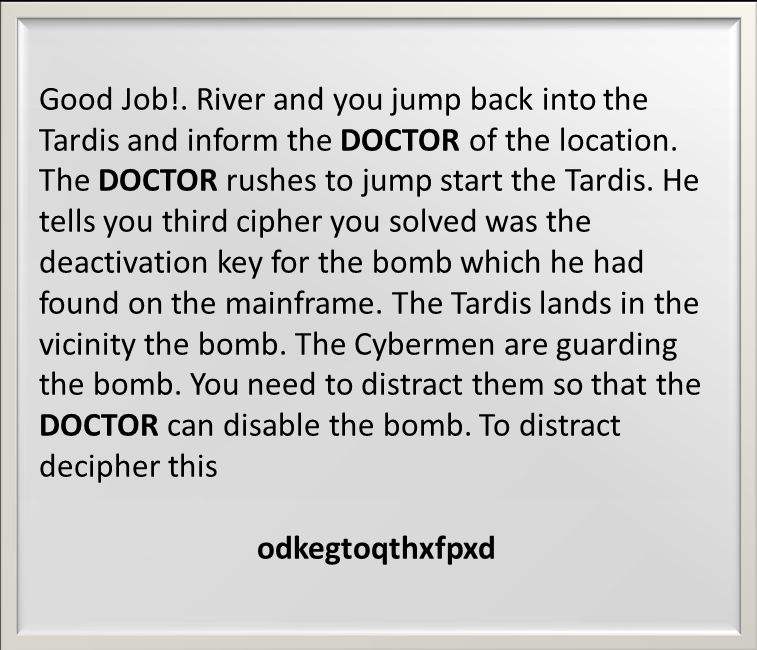 Good Job!. River and you jump back into the
Tardis and inform the DOCTOR of the location.
The DOCTOR rushes to jump start the Tardis. He
tells you third cipher you solved was the
deactivation key for the bomb which he had
found on the mainframe. The Tardis lands in the
vicinity the bomb. The Cybermen are guarding
the bomb. You need to distract them so that the
DOCTOR can disable the bomb. To distract
decipher this
odkegtoqthxfpxd